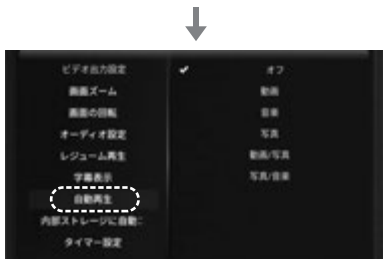 ビデオ出力設定
画面ズーム
画面の回転
オーディオ設定
レジューム再生
字幕表示
自動再生
内部ストレージに自動:
タイマー設定
オフ
動画
音楽
写真
動画/写真
写真/音楽